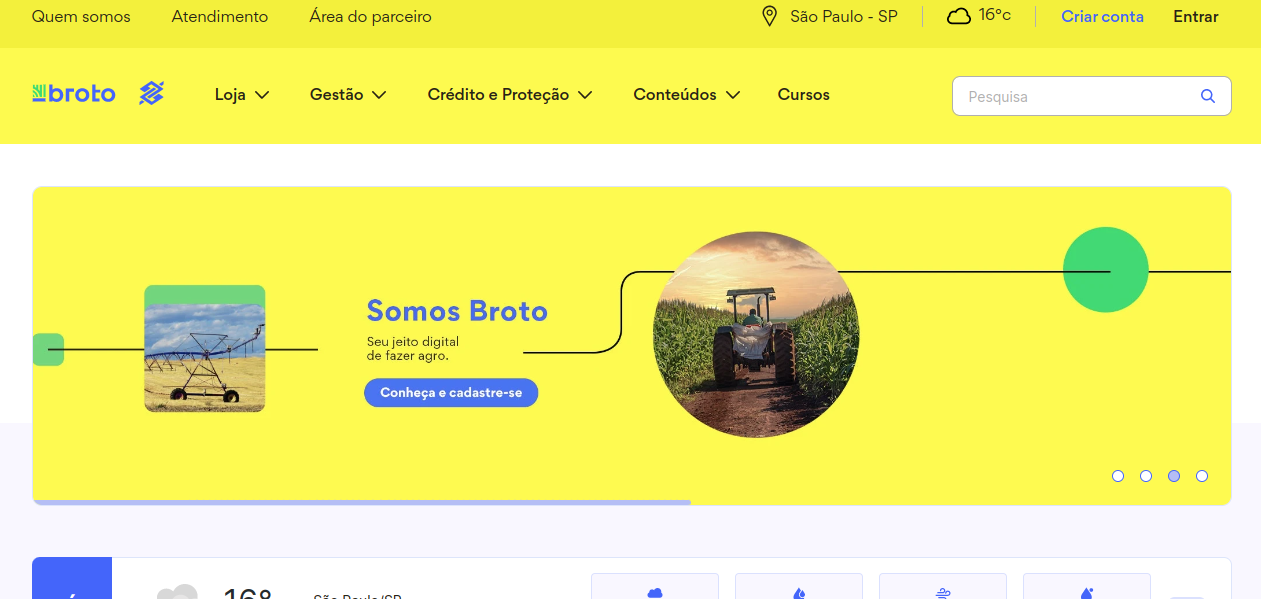 Quem somos Atendimento Área do parceiro São Paulo - SP 16°c Criar conta Entrar
broto Loja Gestão Crédito e Proteção Conteúdos Cursos Pesquisa
Somos Broto
Seu jeito digital
de fazer agro.
Conheça e cadastre-se
16° São Paulo/SP